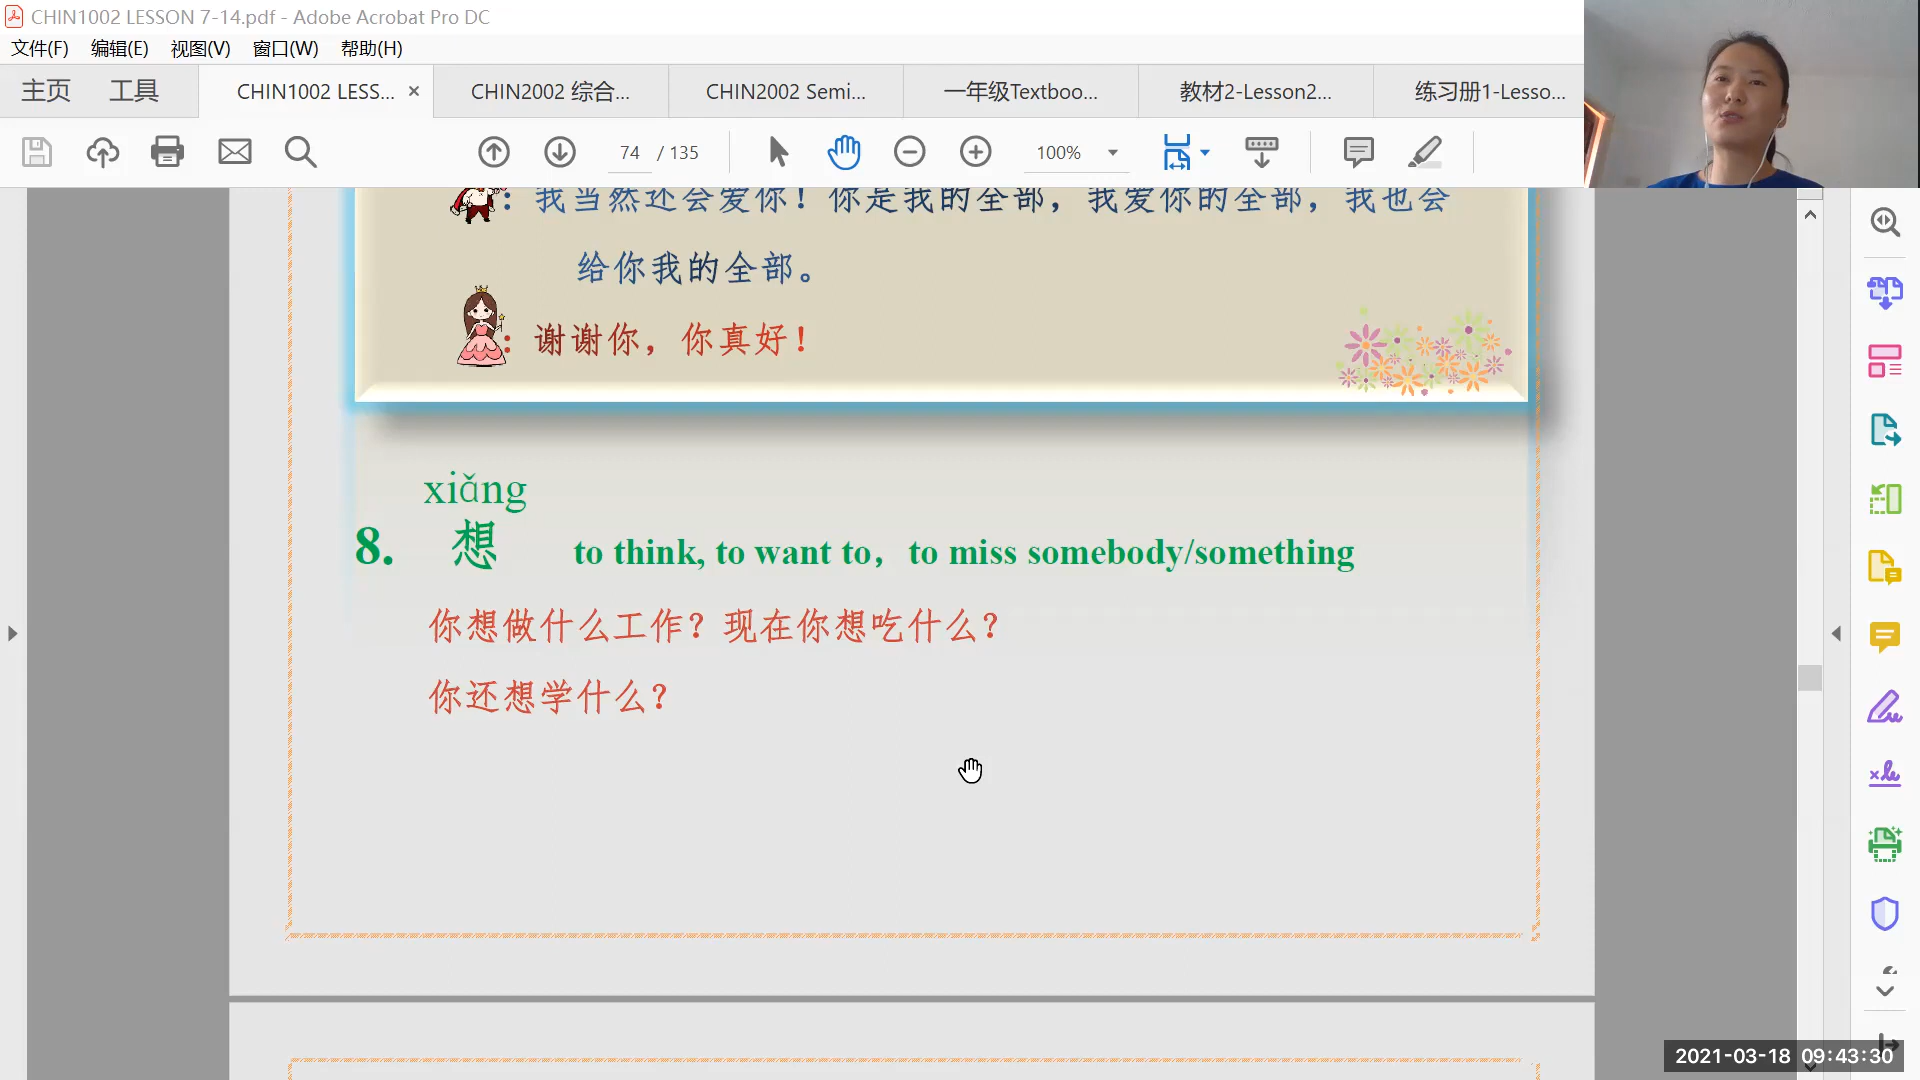 CHIN1002 LESSON 7-14.pdf - Adobe Acrobat Pro DC
文件(F) 编辑(E) 视图(V) 窗口(W) 帮助(H)
主页 工具 CHIN1002 LESS... × CHIN2002 综合... CHIN2002 Semi... 一年级Textboo... 教材2-Lesson2... 练习册1-Lesso...
74 / 135 100%
：我当然还会爱你！你是我的全部，我爱你的全部，我也会
给你我的全部。
：谢谢你，你真好！
xiǎng
8. 想 to think, to want to，to miss somebody/something
你想做什么工作？现在你想吃什么？
你还想学什么？
2021-03-18 09:43:30